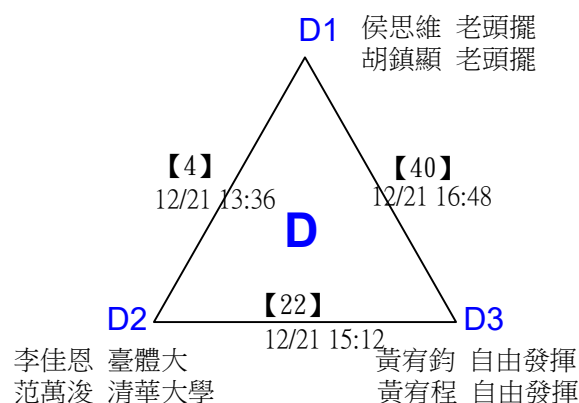 D1
侯思維 老頭擺
胡鎮顯 老頭擺
【4】
12/21 13:36
【40】
12/21 16:48
D
【22】
12/21 15:12
D2
D3
李佳恩 臺體大
范萬浚 清華大學
黃宥鈞 自由發揮
黃宥程 自由發揮